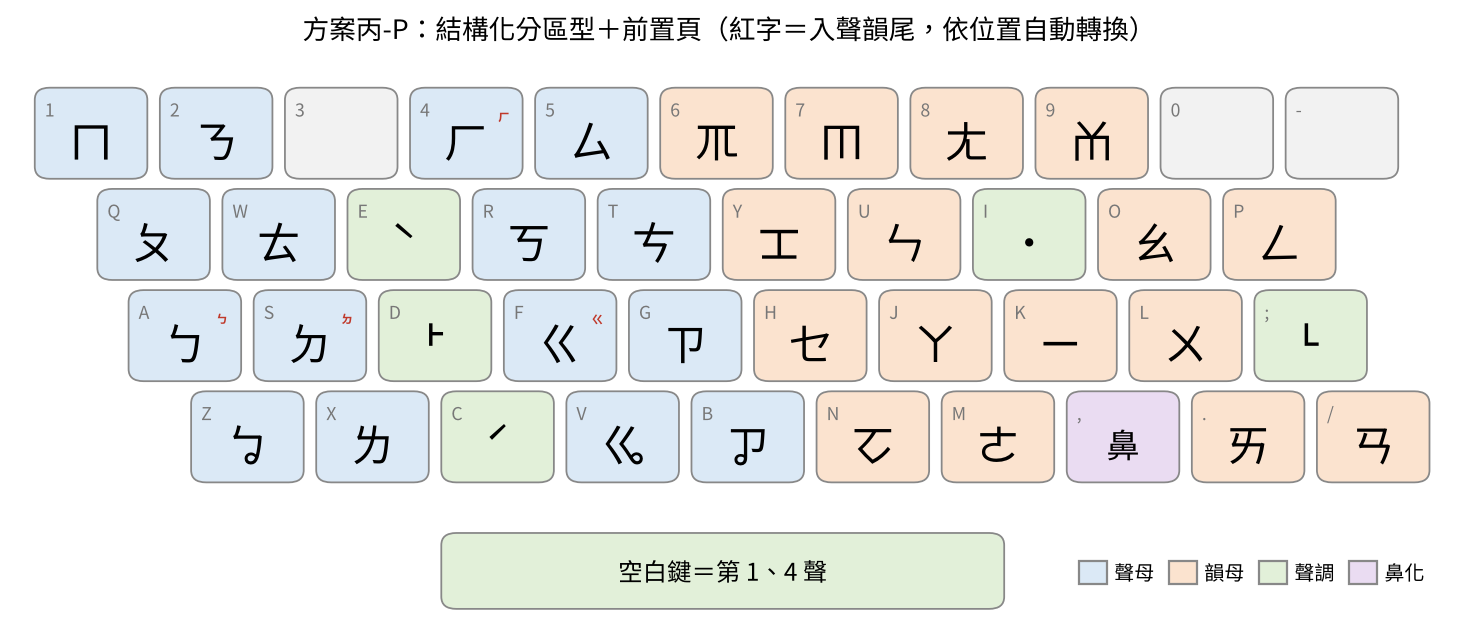 方案丙-P：結構化分區型＋前置頁（紅字＝入聲韻尾，依位置自動轉換）
1 ㄇ 2 ㄋ 3 4 ㄏ ㆷ 5 ㄙ 6 ㆭ 7 ㆬ 8 ㄤ 9 ㆰ 0 -
Q ㄆ W ㄊ E ˋ R ㄎ T ㄘ Y ㆲ U ㄣ I ˙ O ㄠ P ㄥ
A ㄅ ㆴ S ㄉ ㆵ D ˫ F ㄍ ㆻ G ㄗ H ㆤ J ㄚ K ㄧ L ㄨ ; ˪
Z ㆠ X ㄌ C ˊ V ㆣ B ㆢ N ㆦ M ㄜ , 鼻 . ㄞ / ㄢ
空白鍵＝第 1、4 聲
聲母 韻母 聲調 鼻化